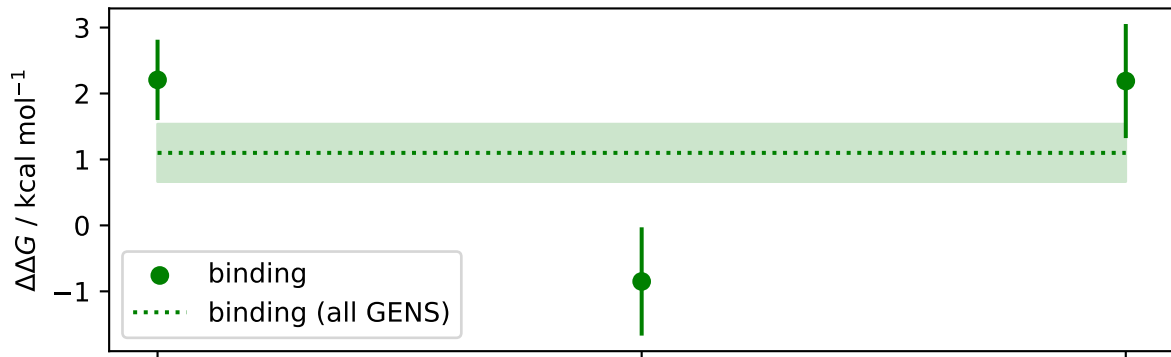 3
2
1
0
−1
ΔΔG / kcal mol⁻¹
binding
binding (all GENS)